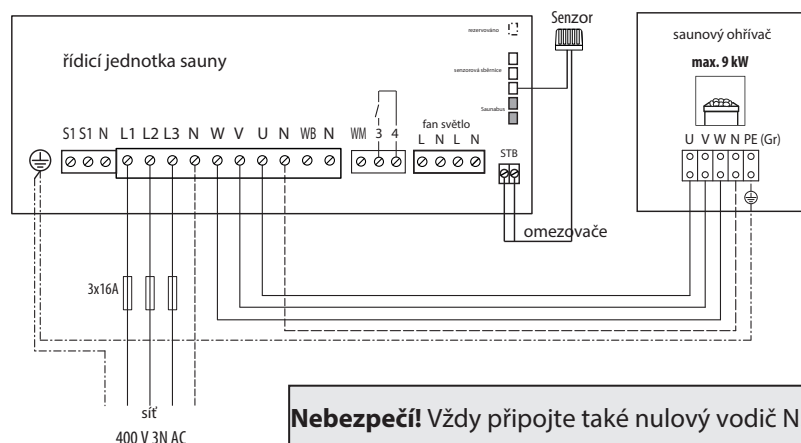 rezervováno
Senzor
řídicí jednotka sauny
senzorová sběrnice
Saunabus
saunový ohřívač
max. 9 kW
S1 S1 N L1 L2 L3 N W V U N WB N
WM 3 4
fan světlo
L N L N
STB
U V W N PE (Gr)
omezovače
3x16A
síť
400 V 3N AC
Nebezpečí! Vždy připojte také nulový vodič N